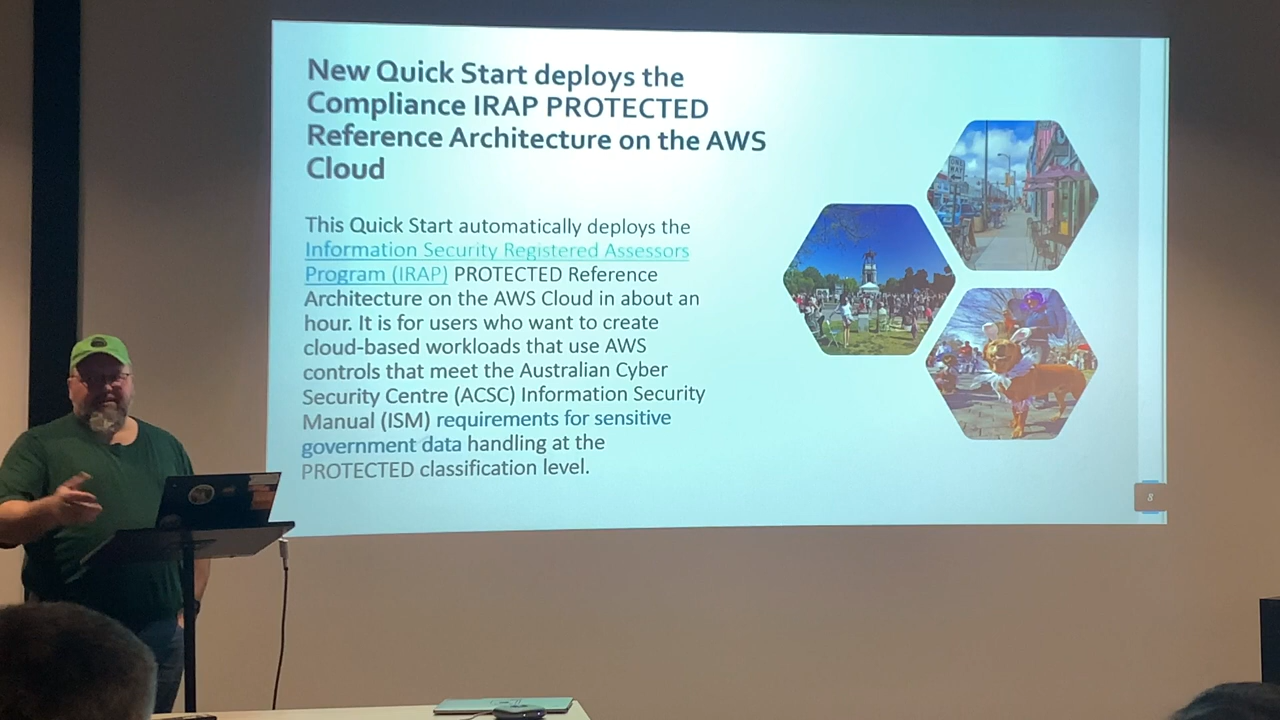 New Quick Start deploys the
Compliance IRAP PROTECTED
Reference Architecture on the AWS
Cloud
This Quick Start automatically deploys the
Information Security Registered Assessors
Program (IRAP) PROTECTED Reference
Architecture on the AWS Cloud in about an
hour. It is for users who want to create
cloud-based workloads that use AWS
controls that meet the Australian Cyber
Security Centre (ACSC) Information Security
Manual (ISM) requirements for sensitive
government data handling at the
PROTECTED classification level.
ONE
WAY
8